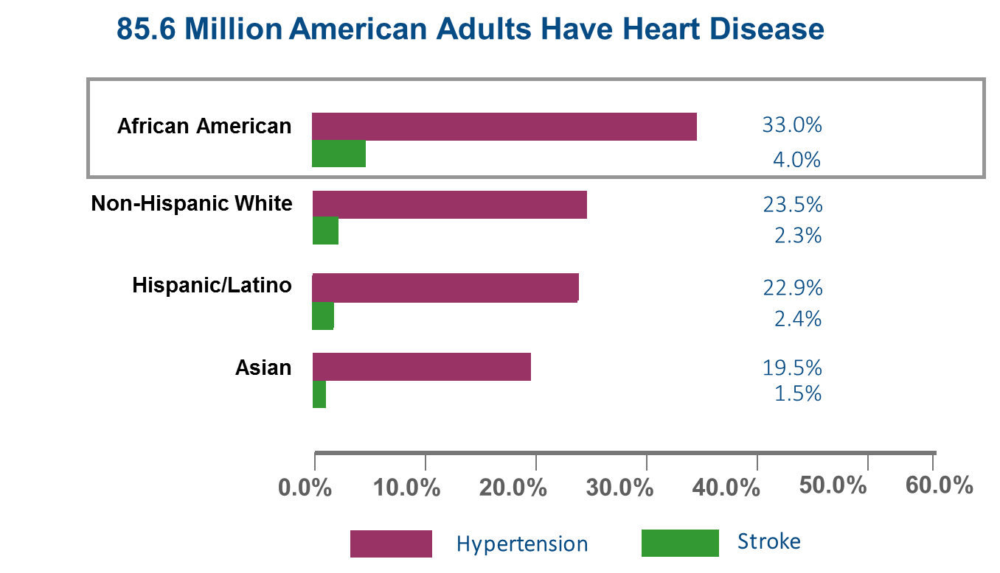 85.6 Million American Adults Have Heart Disease
African American 33.0%
4.0%
Non-Hispanic White 23.5%
2.3%
Hispanic/Latino 22.9%
2.4%
Asian 19.5%
1.5%
0.0% 10.0% 20.0% 30.0% 40.0% 50.0% 60.0%
Hypertension Stroke